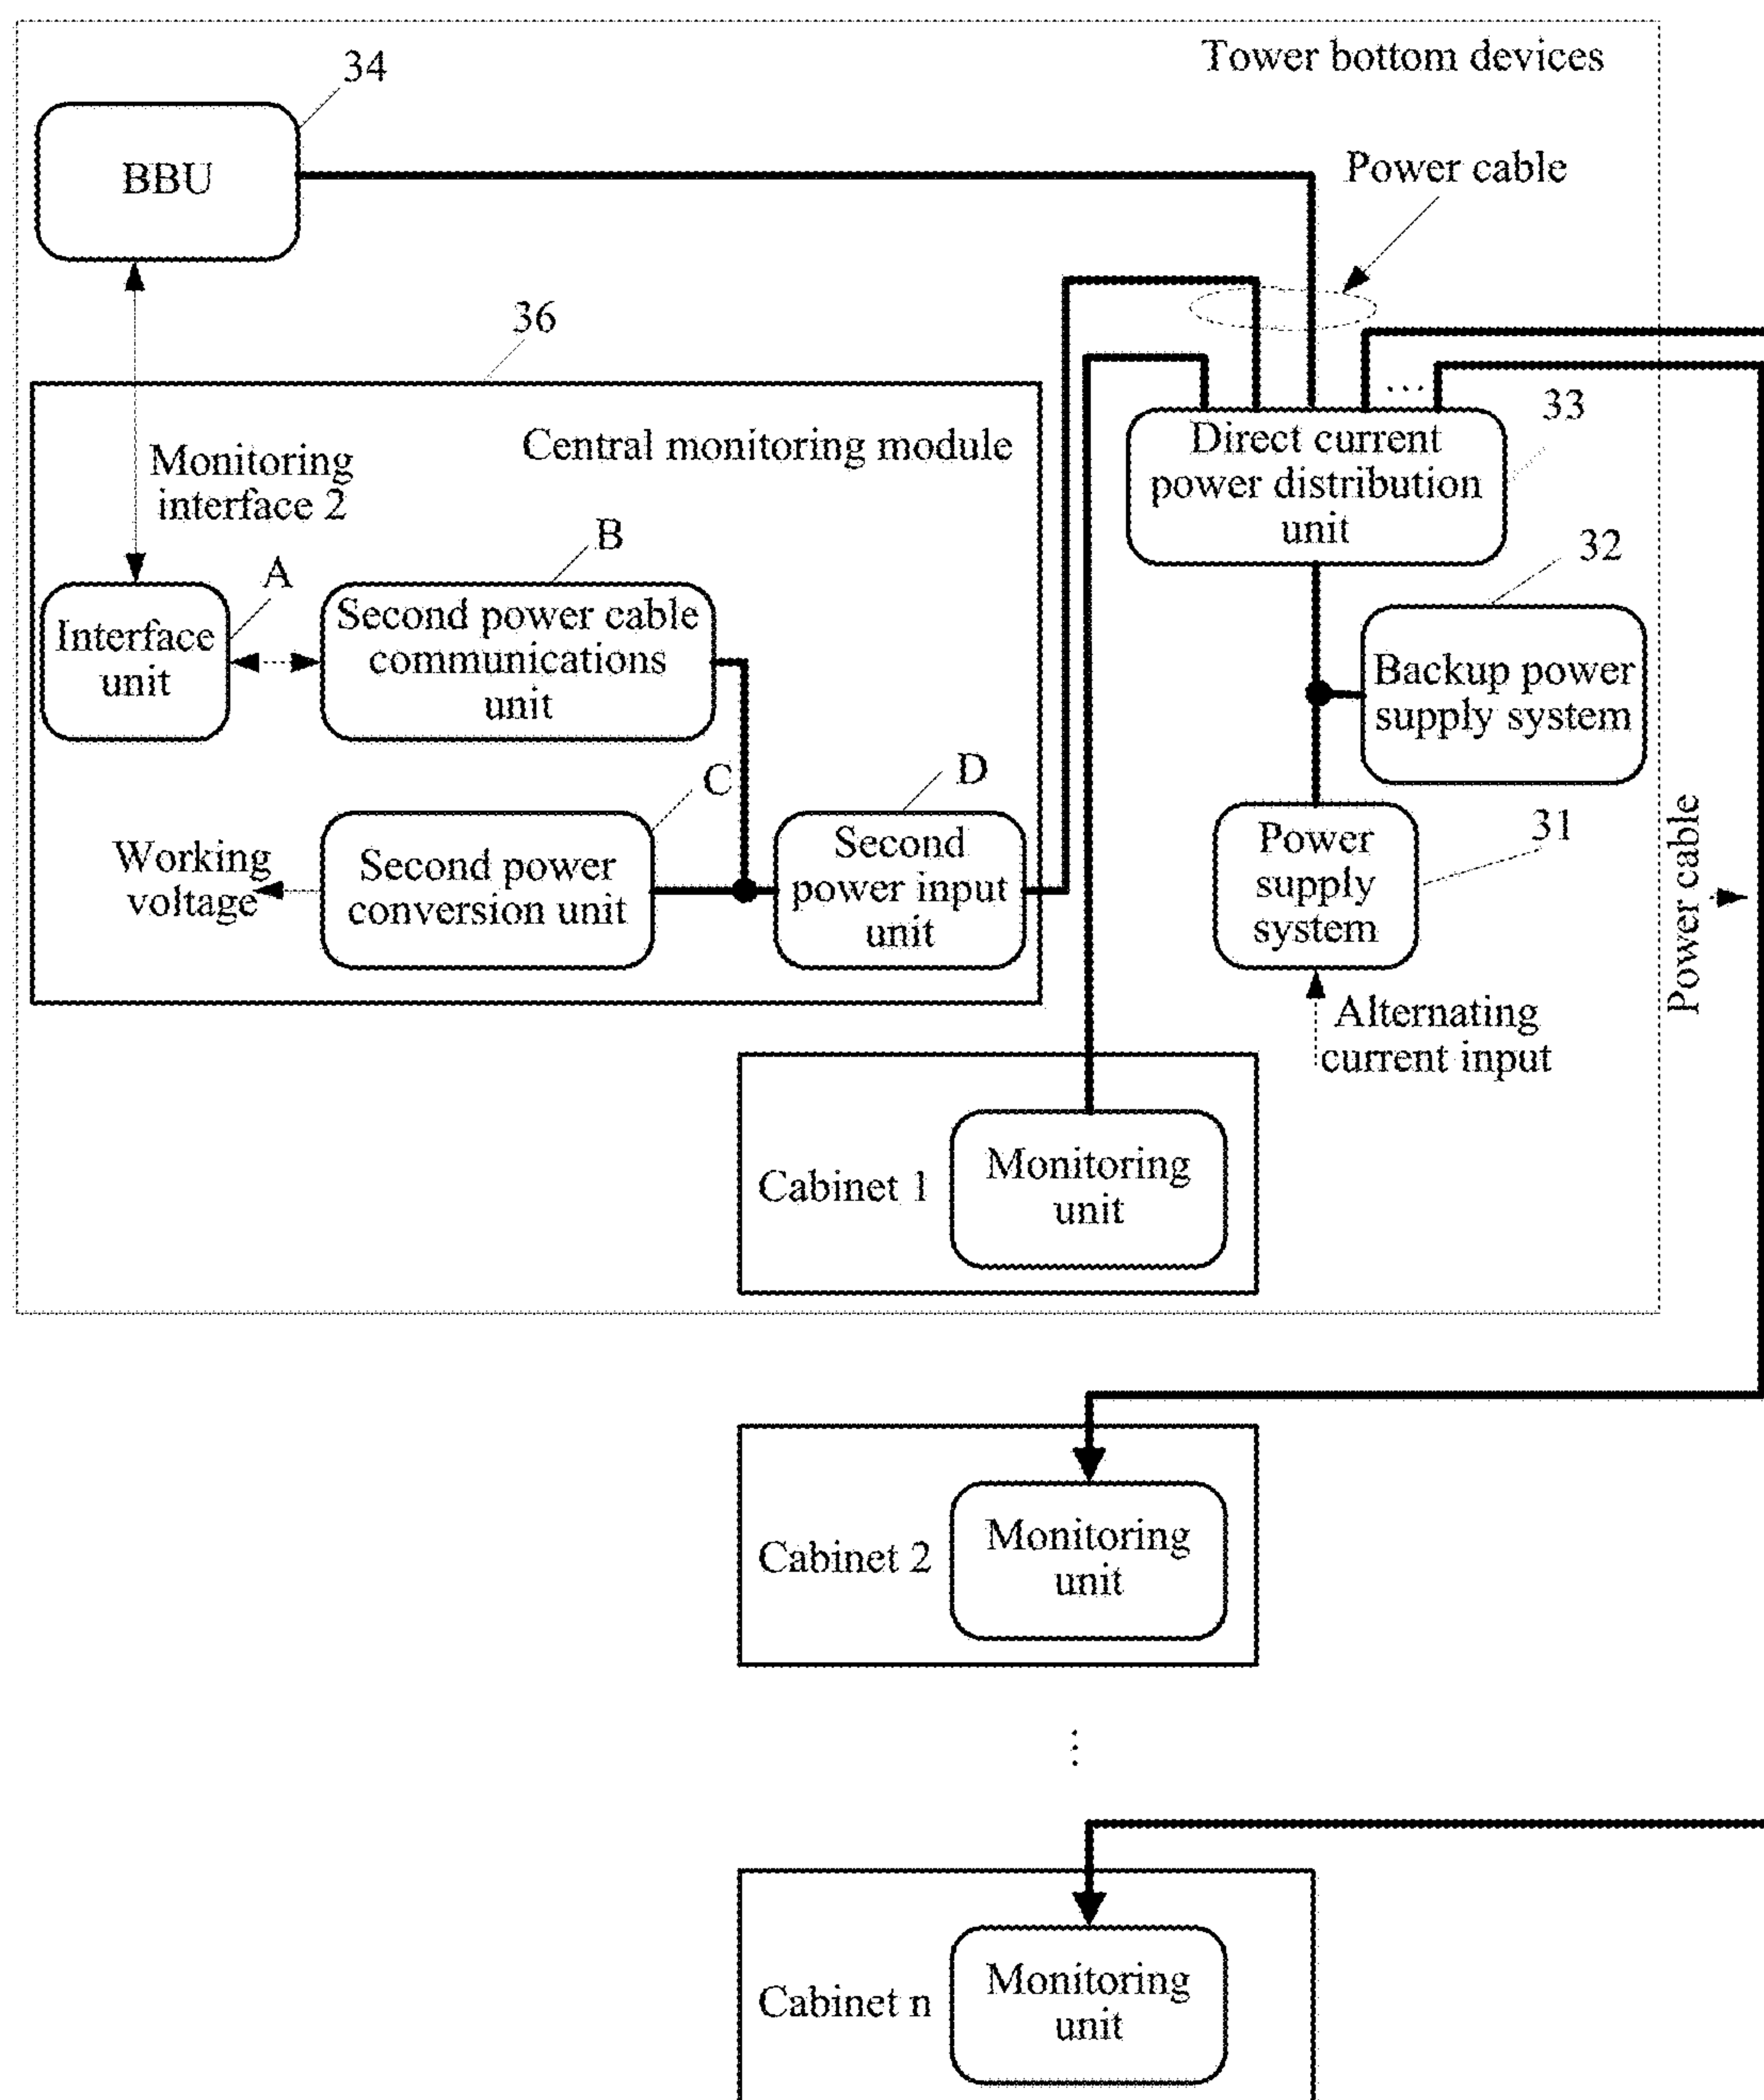 Tower bottom devices
34
BBU
Power cable
36
33
Central monitoring module
Direct current
power distribution
unit
Monitoring
interface 2
B
A
32
Interface
unit
Second power cable
communications
unit
Backup power
supply system
C
D
31
Working
voltage
Second power
conversion unit
Second
power input
unit
Power
supply
system
Power cable
Alternating
current input
Cabinet 1
Monitoring
unit
Cabinet 2
Monitoring
unit
Cabinet n
Monitoring
unit